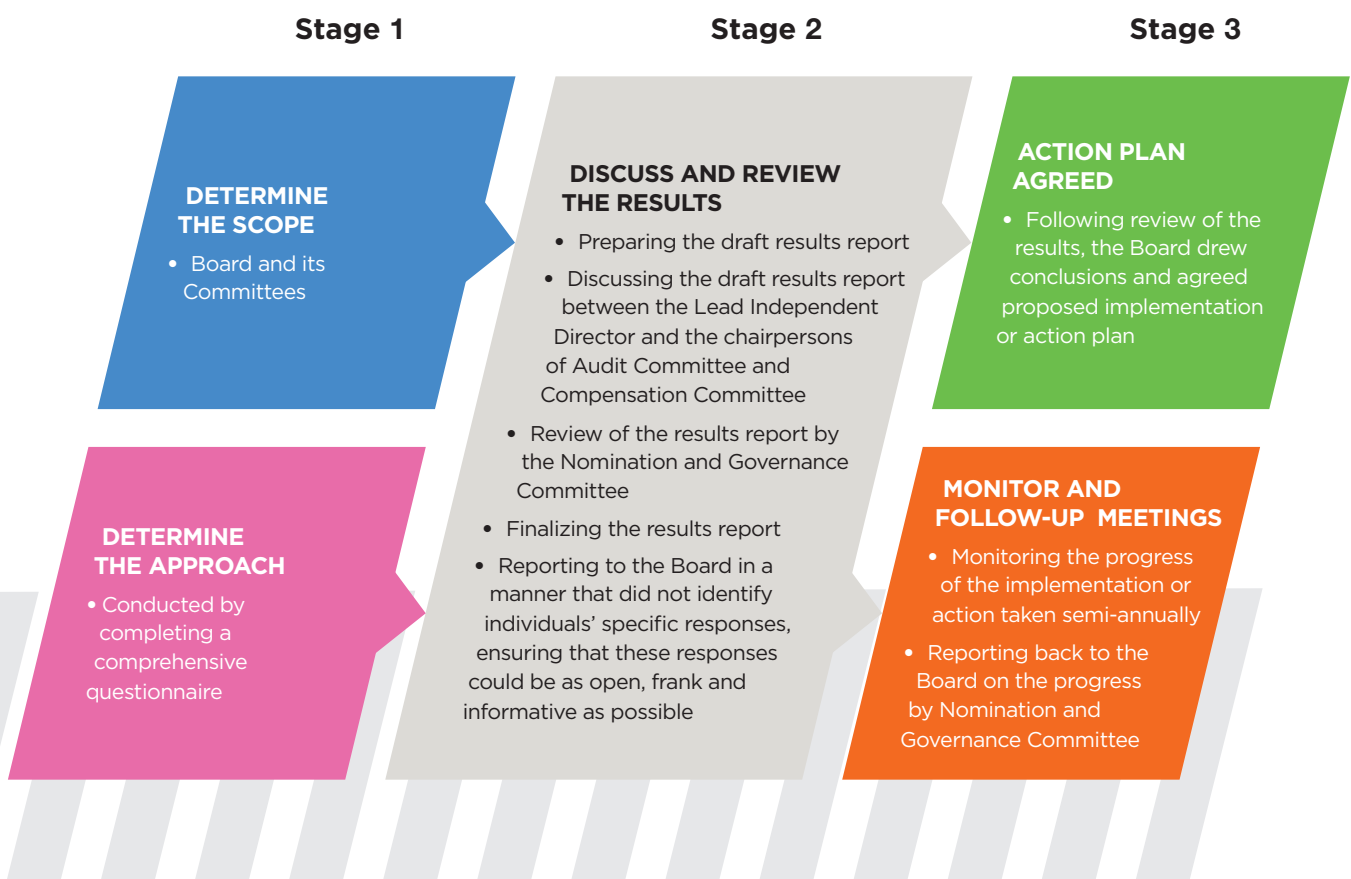 Stage 1
DETERMINE
THE SCOPE
• Board and its
Committees
DETERMINE
THE APPROACH
• Conducted by
completing a
comprehensive
questionnaire
Stage 2
DISCUSS AND REVIEW
THE RESULTS
• Preparing the draft results report
• Discussing the draft results report
between the Lead Independent
Director and the chairpersons
of Audit Committee and
Compensation Committee
• Review of the results report by
the Nomination and Governance
Committee
• Finalizing the results report
• Reporting to the Board in a
manner that did not identify
individuals’ specific responses,
ensuring that these responses
could be as open, frank and
informative as possible
Stage 3
ACTION PLAN
AGREED
• Following review of the
results, the Board drew
conclusions and agreed
proposed implementation
or action plan
MONITOR AND
FOLLOW-UP MEETINGS
• Monitoring the progress
of the implementation or
action taken semi-annually
• Reporting back to the
Board on the progress
by Nomination and
Governance Committee